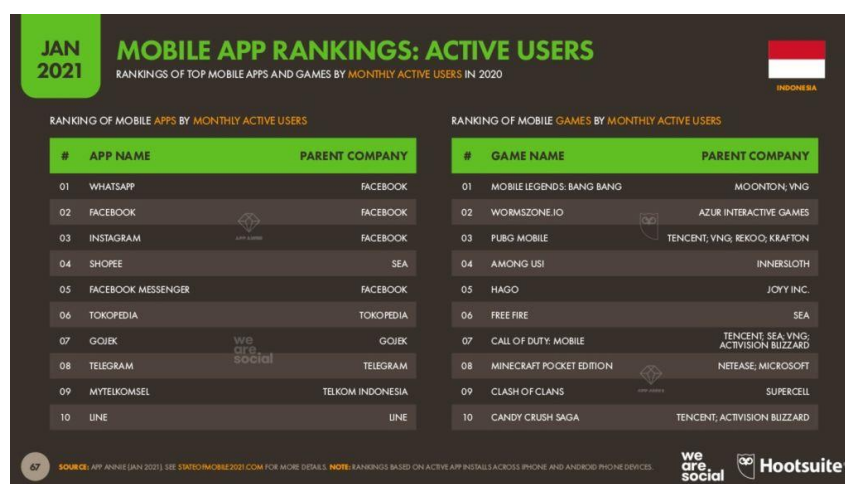 JAN
2021
MOBILE APP RANKINGS: ACTIVE USERS
RANKINGS OF TOP MOBILE APPS AND GAMES BY MONTHLY ACTIVE USERS IN 2020
INDONESIA
RANKING OF MOBILE APPS BY MONTHLY ACTIVE USERS
# APP NAME PARENT COMPANY
01 WHATSAPP FACEBOOK
02 FACEBOOK FACEBOOK
03 INSTAGRAM FACEBOOK
04 SHOPEE SEA
05 FACEBOOK MESSENGER FACEBOOK
06 TOKOPEDIA TOKOPEDIA
07 GOJEK GOJEK
08 TELEGRAM TELEGRAM
09 MYTELKOMSEL TELKOM INDONESIA
10 LINE LINE
APP ANNIE
we
are.
social
RANKING OF MOBILE GAMES BY MONTHLY ACTIVE USERS
# GAME NAME PARENT COMPANY
01 MOBILE LEGENDS: BANG BANG MOONTON; VNG
02 WORMSZONE.IO AZUR INTERACTIVE GAMES
03 PUBG MOBILE TENCENT; VNG; REKOO; KRAFTON
04 AMONG US! INNERSLOTH
05 HAGO JOYY INC.
06 FREE FIRE SEA
07 CALL OF DUTY: MOBILE TENCENT; SEA; VNG;
ACTIVISION BLIZZARD
08 MINECRAFT POCKET EDITION NETEASE; MICROSOFT
09 CLASH OF CLANS SUPERCELL
10 CANDY CRUSH SAGA TENCENT; ACTIVISION BLIZZARD
APP ANNIE
67
SOURCE: APP ANNIE (JAN 2021). SEE STATEOFMOBILE2021.COM FOR MORE DETAILS. NOTE: RANKINGS BASED ON ACTIVE APP INSTALLS ACROSS IPHONE AND ANDROID PHONE DEVICES.
we
are.
social
Hootsuite